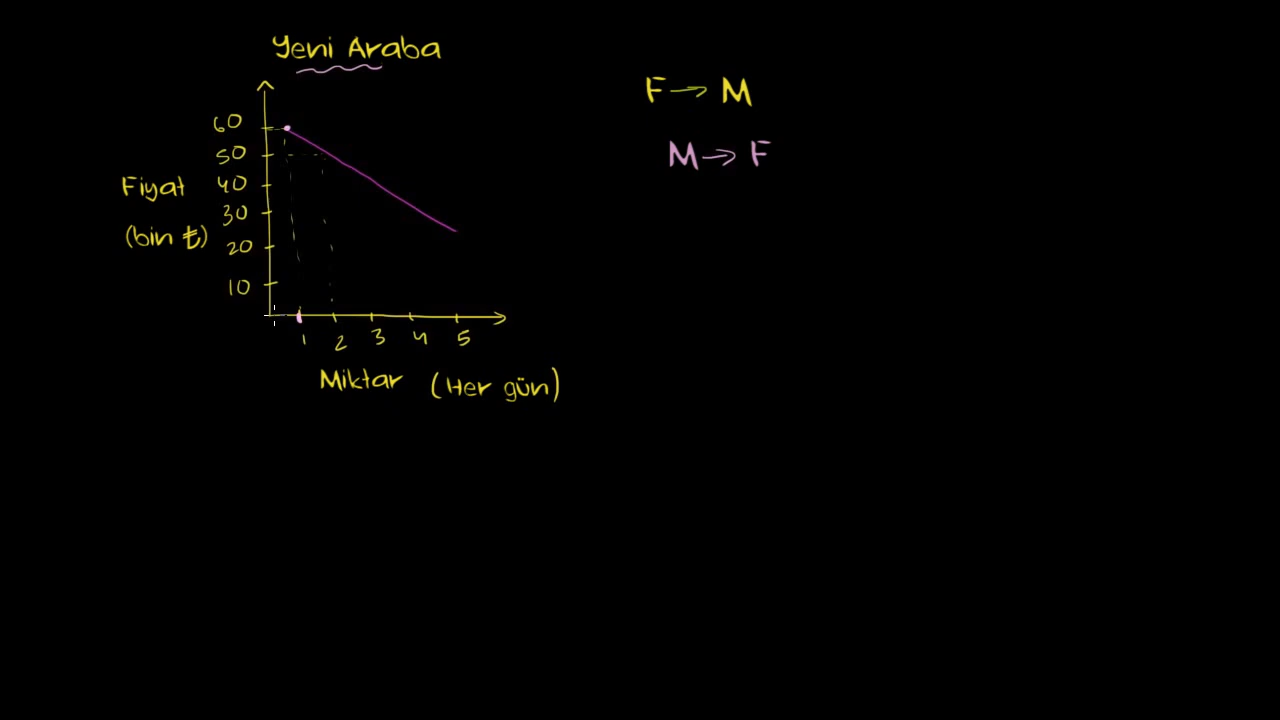 Yeni Araba
F → M
M → F
60
50
Fiyat 40
30
(bin ₺) 20
10
1 2 3 4 5
Miktar (Her gün)